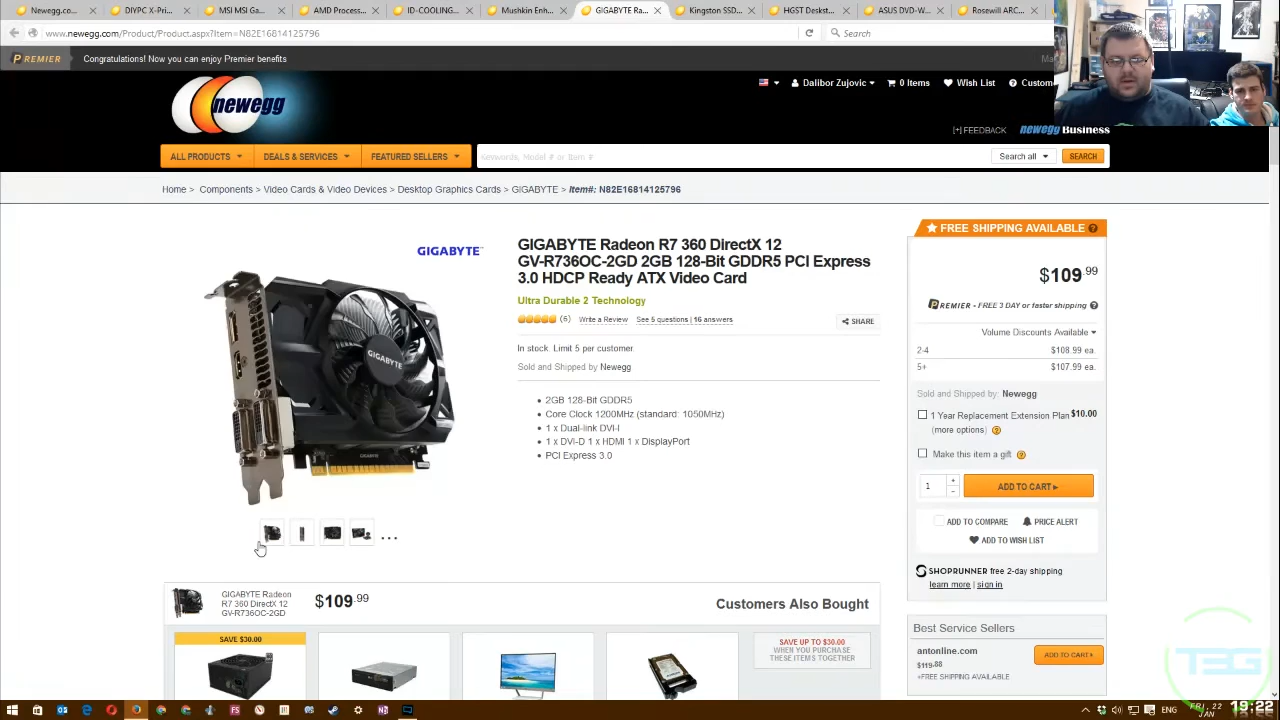 Newegg.co...
DIYPC X-Pri...
MSI MSI Ga...
AMD Proces...
ID-COOLING...
Mushkin Enh...
GIGABYTE Ra...
Kingston SSD...
HGST Deskst...
ASUS DVD-W...
Rosewill ARC...
www.newegg.com/Product/Product.aspx?Item=N82E16814125796
Search
PREMIER
Congratulations! Now you can enjoy Premier benefits
newegg
Dalibor Zujovic
0 Items
Wish List
Custom
[+] FEEDBACK
newegg Business
ALL PRODUCTS
DEALS & SERVICES
FEATURED SELLERS
Keywords, Model # or Item #
Search all
SEARCH
Home > Components > Video Cards & Video Devices > Desktop Graphics Cards > GIGABYTE > Item#: N82E16814125796
GIGABYTE™
GIGABYTE
GIGABYTE
GIGABYTE Radeon R7 360 DirectX 12
GV-R736OC-2GD 2GB 128-Bit GDDR5 PCI Express
3.0 HDCP Ready ATX Video Card
Ultra Durable 2 Technology
(6) Write a Review See 5 questions | 16 answers
SHARE
In stock. Limit 5 per customer.
Sold and Shipped by Newegg
2GB 128-Bit GDDR5
Core Clock 1200MHz (standard: 1050MHz)
1 x Dual-link DVI-I
1 x DVI-D 1 x HDMI 1 x DisplayPort
PCI Express 3.0
...
FREE SHIPPING AVAILABLE ?
$109.99
PREMIER - FREE 3 DAY or faster shipping ?
Volume Discounts Available
2-4 $108.99 ea.
5+ $107.99 ea.
Sold and Shipped by: Newegg
1 Year Replacement Extension Plan $10.00
(more options) ?
Make this item a gift ?
1
+
-
ADD TO CART
ADD TO COMPARE
PRICE ALERT
ADD TO WISH LIST
SHOPRUNNER free 2-day shipping
learn more | sign in
Best Service Sellers
antonline.com
$119.88
+FREE SHIPPING AVAILABLE
ADD TO CART
GIGABYTE Radeon
R7 360 DirectX 12
GV-R736OC-2GD
$109.99
Customers Also Bought
SAVE $30.00
SAVE UP TO $30.00
WHEN YOU PURCHASE
THESE ITEMS TOGETHER
TBG
FRI, 22
JAN
19:22